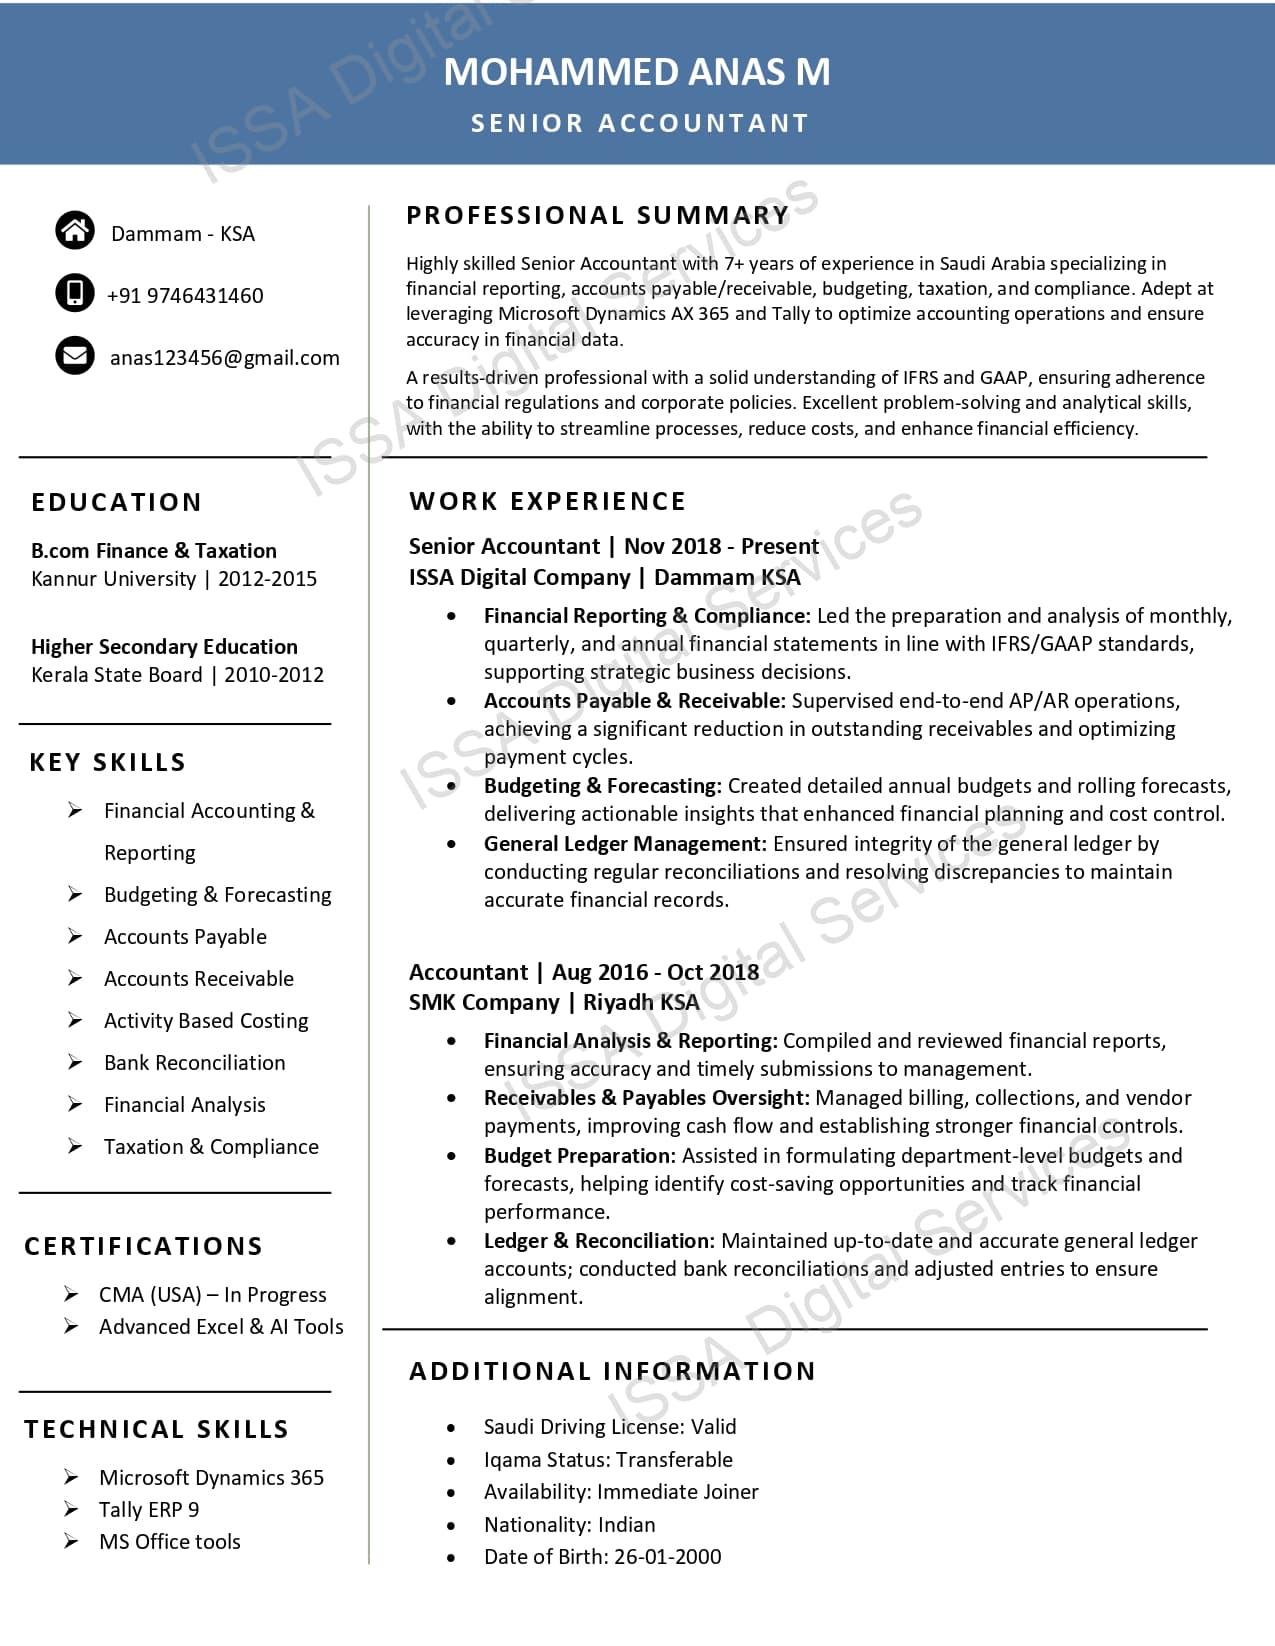 MOHAMMED ANAS M
SENIOR ACCOUNTANT
Dammam - KSA
+91 9746431460
anas123456@gmail.com
EDUCATION
B.com Finance & Taxation
Kannur University | 2012-2015
Higher Secondary Education
Kerala State Board | 2010-2012
KEY SKILLS
Financial Accounting &
Reporting
Budgeting & Forecasting
Accounts Payable
Accounts Receivable
Activity Based Costing
Bank Reconciliation
Financial Analysis
Taxation & Compliance
CERTIFICATIONS
CMA (USA) – In Progress
Advanced Excel & AI Tools
TECHNICAL SKILLS
Microsoft Dynamics 365
Tally ERP 9
MS Office tools
PROFESSIONAL SUMMARY
Highly skilled Senior Accountant with 7+ years of experience in Saudi Arabia specializing in
financial reporting, accounts payable/receivable, budgeting, taxation, and compliance. Adept at
leveraging Microsoft Dynamics AX 365 and Tally to optimize accounting operations and ensure
accuracy in financial data.
A results-driven professional with a solid understanding of IFRS and GAAP, ensuring adherence
to financial regulations and corporate policies. Excellent problem-solving and analytical skills,
with the ability to streamline processes, reduce costs, and enhance financial efficiency.
WORK EXPERIENCE
Senior Accountant | Nov 2018 - Present
ISSA Digital Company | Dammam KSA
• Financial Reporting & Compliance: Led the preparation and analysis of monthly,
quarterly, and annual financial statements in line with IFRS/GAAP standards,
supporting strategic business decisions.
• Accounts Payable & Receivable: Supervised end-to-end AP/AR operations,
achieving a significant reduction in outstanding receivables and optimizing
payment cycles.
• Budgeting & Forecasting: Created detailed annual budgets and rolling forecasts,
delivering actionable insights that enhanced financial planning and cost control.
• General Ledger Management: Ensured integrity of the general ledger by
conducting regular reconciliations and resolving discrepancies to maintain
accurate financial records.
Accountant | Aug 2016 - Oct 2018
SMK Company | Riyadh KSA
• Financial Analysis & Reporting: Compiled and reviewed financial reports,
ensuring accuracy and timely submissions to management.
• Receivables & Payables Oversight: Managed billing, collections, and vendor
payments, improving cash flow and establishing stronger financial controls.
• Budget Preparation: Assisted in formulating department-level budgets and
forecasts, helping identify cost-saving opportunities and track financial
performance.
• Ledger & Reconciliation: Maintained up-to-date and accurate general ledger
accounts; conducted bank reconciliations and adjusted entries to ensure
alignment.
ADDITIONAL INFORMATION
• Saudi Driving License: Valid
• Iqama Status: Transferable
• Availability: Immediate Joiner
• Nationality: Indian
• Date of Birth: 26-01-2000
ISSA Digital Services
ISSA Digital Services
ISSA Digital Services
ISSA Digital Services
ISSA Digital Services